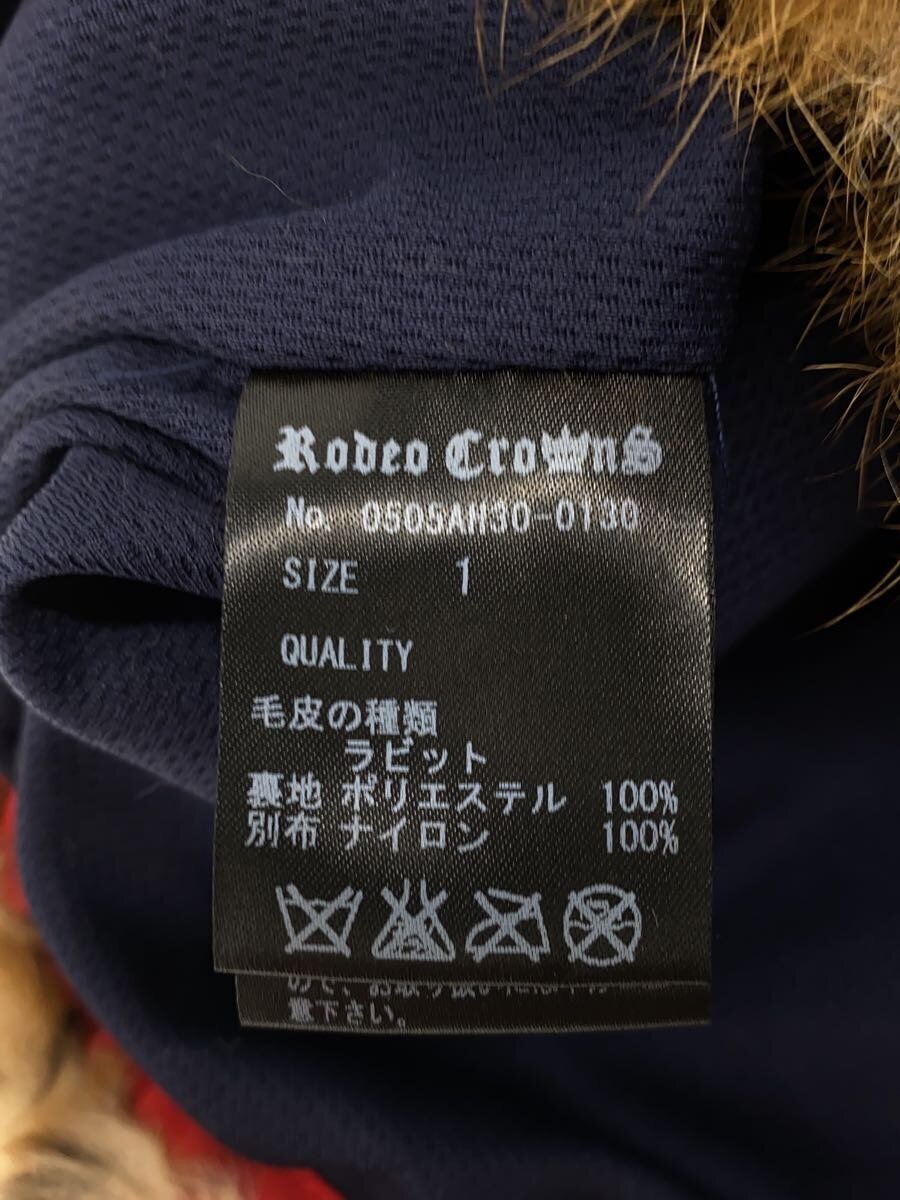 Rodeo Crowns
No. 0505AH30-0130
SIZE 1
QUALITY
毛皮の種類
ラビット
裏地 ポリエステル 100%
別布 ナイロン 100%
意下さい。